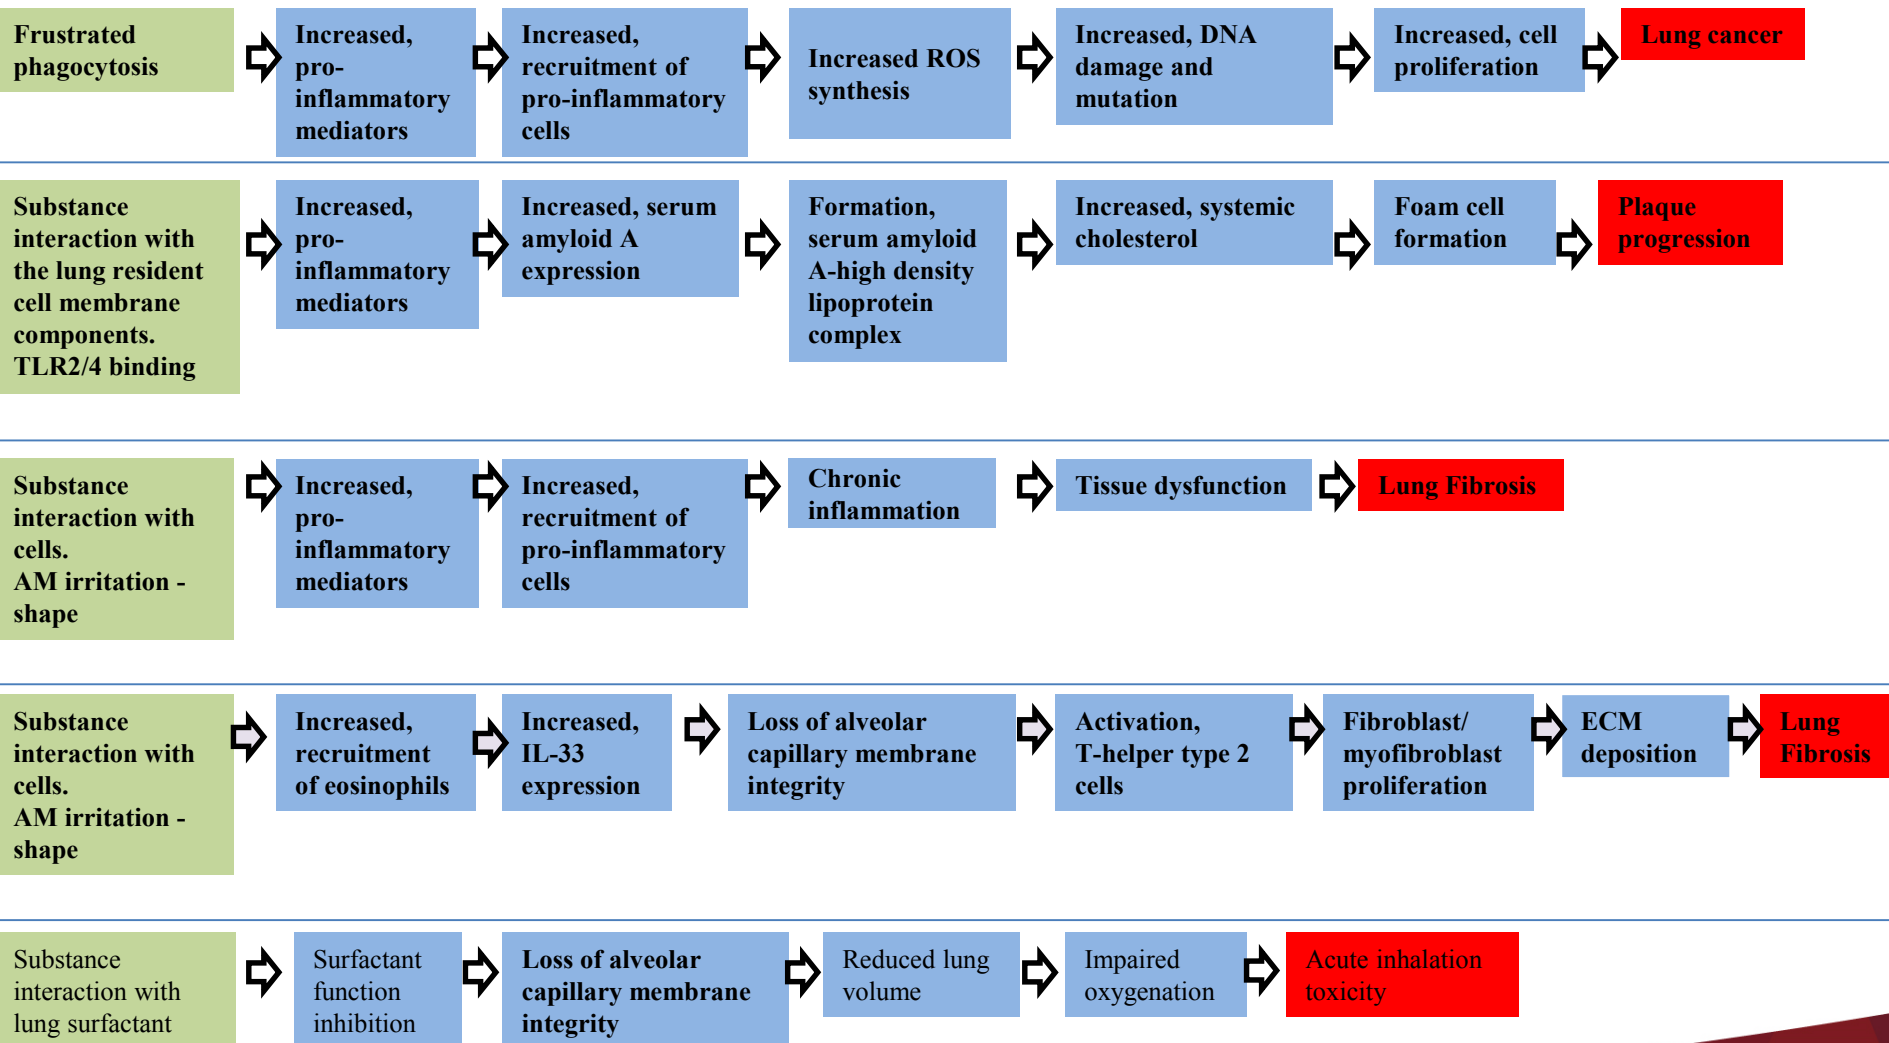 Frustrated
phagocytosis
Increased,
pro-
inflammatory
mediators
Increased,
recruitment of
pro-inflammatory
cells
Increased ROS
synthesis
Increased, DNA
damage and
mutation
Increased, cell
proliferation
Lung cancer
Substance
interaction with
the lung resident
cell membrane
components.
TLR2/4 binding
Increased,
pro-
inflammatory
mediators
Increased, serum
amyloid A
expression
Formation,
serum amyloid
A-high density
lipoprotein
complex
Increased, systemic
cholesterol
Foam cell
formation
Plaque
progression
Substance
interaction with
cells.
AM irritation -
shape
Increased,
pro-
inflammatory
mediators
Increased,
recruitment of
pro-inflammatory
cells
Chronic
inflammation
Tissue dysfunction
Lung Fibrosis
Substance
interaction with
cells.
AM irritation -
shape
Increased,
recruitment
of eosinophils
Increased,
IL-33
expression
Loss of alveolar
capillary membrane
integrity
Activation,
T-helper type 2
cells
Fibroblast/
myofibroblast
proliferation
ECM
deposition
Lung
Fibrosis
Substance
interaction with
lung surfactant
Surfactant
function
inhibition
Loss of alveolar
capillary membrane
integrity
Reduced lung
volume
Impaired
oxygenation
Acute inhalation
toxicity